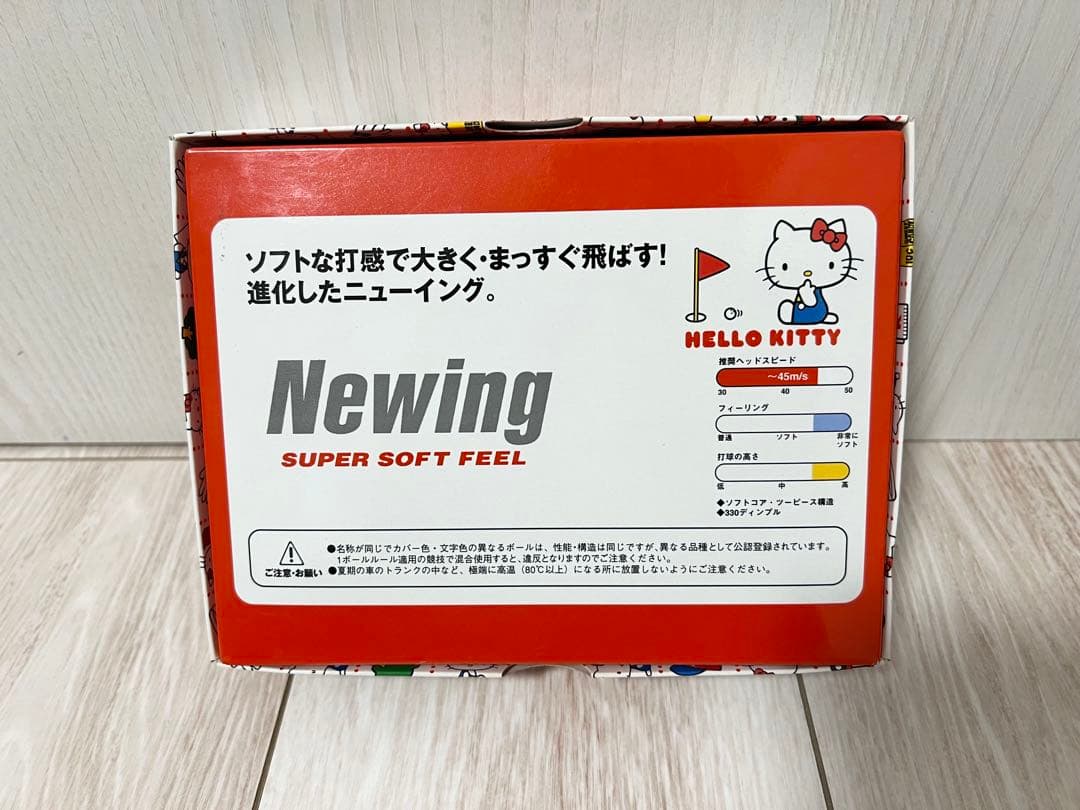 ソフトな打感で大きく・まっすぐ飛ばす!
進化したニューイング。
Newing
SUPER SOFT FEEL
HELLO KITTY
推奨ヘッドスピード
～45m/s
30 40 50
フィーリング
普通 ソフト 非常に
ソフト
打球の高さ
低 中 高
◆ソフトコア・ツーピース構造
◆330ディンプル
ご注意・お願い
●名称が同じでカバー色・文字色の異なるボールは、性能・構造は同じですが、異なる品種として公認登録されています。
1ボールルール適用の競技で混合使用すると、違反となりますのでご注意ください。
●夏期の車のトランクの中など、極端に高温（80℃以上）になる所に放置しないようにご注意ください。